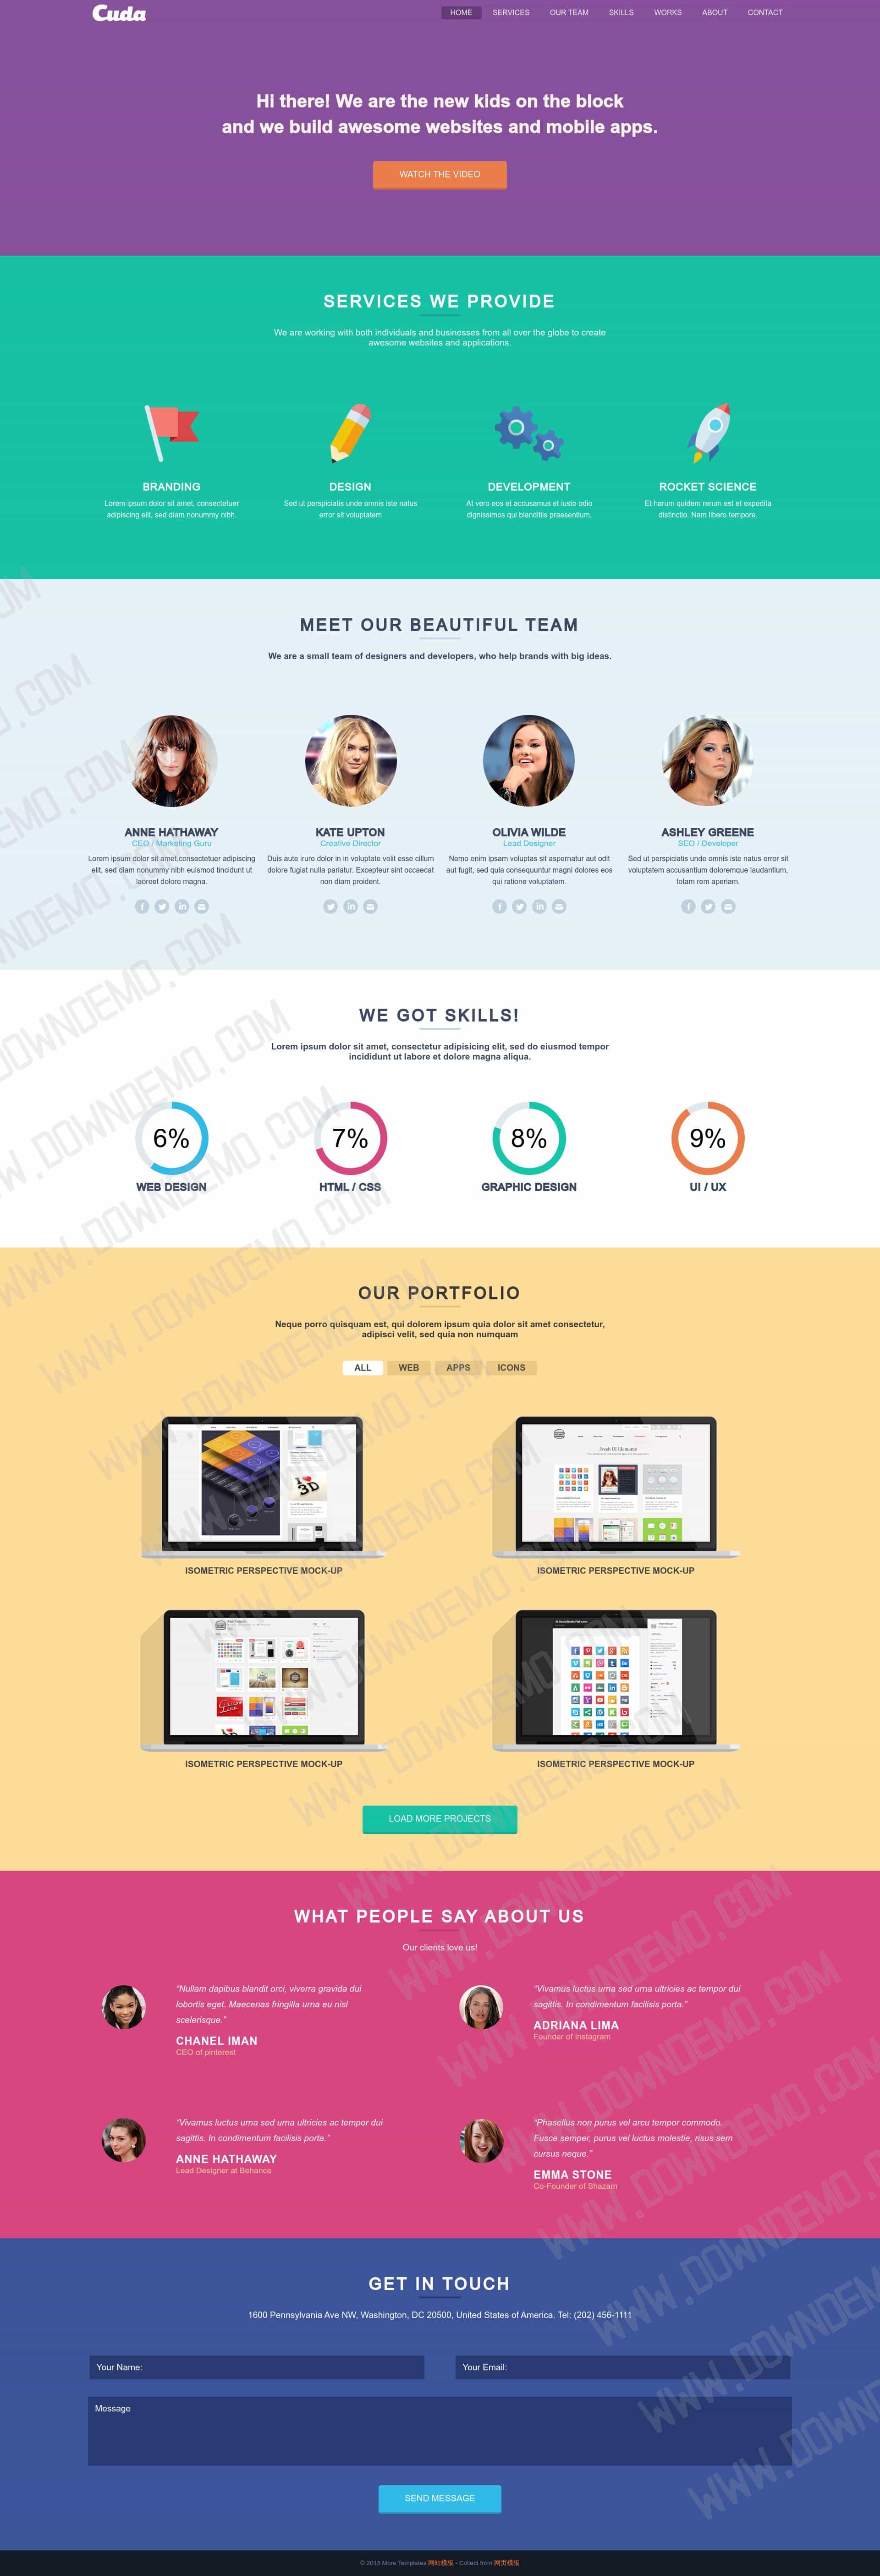 Cuda
HOME SERVICES OUR TEAM SKILLS WORKS ABOUT CONTACT
Hi there! We are the new kids on the block
and we build awesome websites and mobile apps.
WATCH THE VIDEO
SERVICES WE PROVIDE
We are working with both individuals and businesses from all over the globe to create
awesome websites and applications.
BRANDING
Lorem ipsum dolor sit amet, consectetuer
adipiscing elit, sed diam nonummy nibh.
DESIGN
Sed ut perspiciatis unde omnis iste natus
error sit voluptatem
DEVELOPMENT
At vero eos et accusamus et iusto odio
dignissimos qui blanditiis praesentium.
ROCKET SCIENCE
Et harum quidem rerum est et expedita
distinctio. Nam libero tempore.
MEET OUR BEAUTIFUL TEAM
We are a small team of designers and developers, who help brands with big ideas.
ANNE HATHAWAY
CEO / Marketing Guru
Lorem ipsum dolor sit amet,consectetuer adipiscing
elit, sed diam nonummy nibh euismod tincidunt ut
laoreet dolore magna.
KATE UPTON
Creative Director
Duis aute irure dolor in in voluptate velit esse cillum
dolore fugiat nulla pariatur. Excepteur sint occaecat
non diam proident.
OLIVIA WILDE
Lead Designer
Nemo enim ipsam voluptas sit aspernatur aut odit
aut fugit, sed quia consequuntur magni dolores eos
qui ratione voluptatem.
ASHLEY GREENE
SEO / Developer
Sed ut perspiciatis unde omnis iste natus error sit
voluptatem accusantium doloremque laudantium,
totam rem aperiam.
WE GOT SKILLS!
Lorem ipsum dolor sit amet, consectetur adipisicing elit, sed do eiusmod tempor
incididunt ut labore et dolore magna aliqua.
6%
WEB DESIGN
7%
HTML / CSS
8%
GRAPHIC DESIGN
9%
UI / UX
OUR PORTFOLIO
Neque porro quisquam est, qui dolorem ipsum quia dolor sit amet consectetur,
adipisci velit, sed quia non numquam
ALL WEB APPS ICONS
I ♥ 3D
ISOMETRIC PERSPECTIVE MOCK-UP
Fresh UI Elements
ISOMETRIC PERSPECTIVE MOCK-UP
ISOMETRIC PERSPECTIVE MOCK-UP
ISOMETRIC PERSPECTIVE MOCK-UP
LOAD MORE PROJECTS
WHAT PEOPLE SAY ABOUT US
Our clients love us!
“Nullam dapibus blandit orci, viverra gravida dui
lobortis eget. Maecenas fringilla urna eu nisl
scelerisque.”
CHANEL IMAN
CEO of pinterest
“Vivamus luctus urna sed urna ultricies ac tempor dui
sagittis. In condimentum facilisis porta.”
ADRIANA LIMA
Founder of Instagram
“Vivamus luctus urna sed urna ultricies ac tempor dui
sagittis. In condimentum facilisis porta.”
ANNE HATHAWAY
Lead Designer at Behance
“Phasellus non purus vel arcu tempor commodo.
Fusce semper, purus vel luctus molestie, risus sem
cursus neque.”
EMMA STONE
Co-Founder of Shazam
GET IN TOUCH
1600 Pennsylvania Ave NW, Washington, DC 20500, United States of America. Tel: (202) 456-1111
Your Name:
Your Email:
Message
SEND MESSAGE
© 2013 More Templates 网站模板 - Collect from 网页模板
WWW.DOWNDEMO.COM